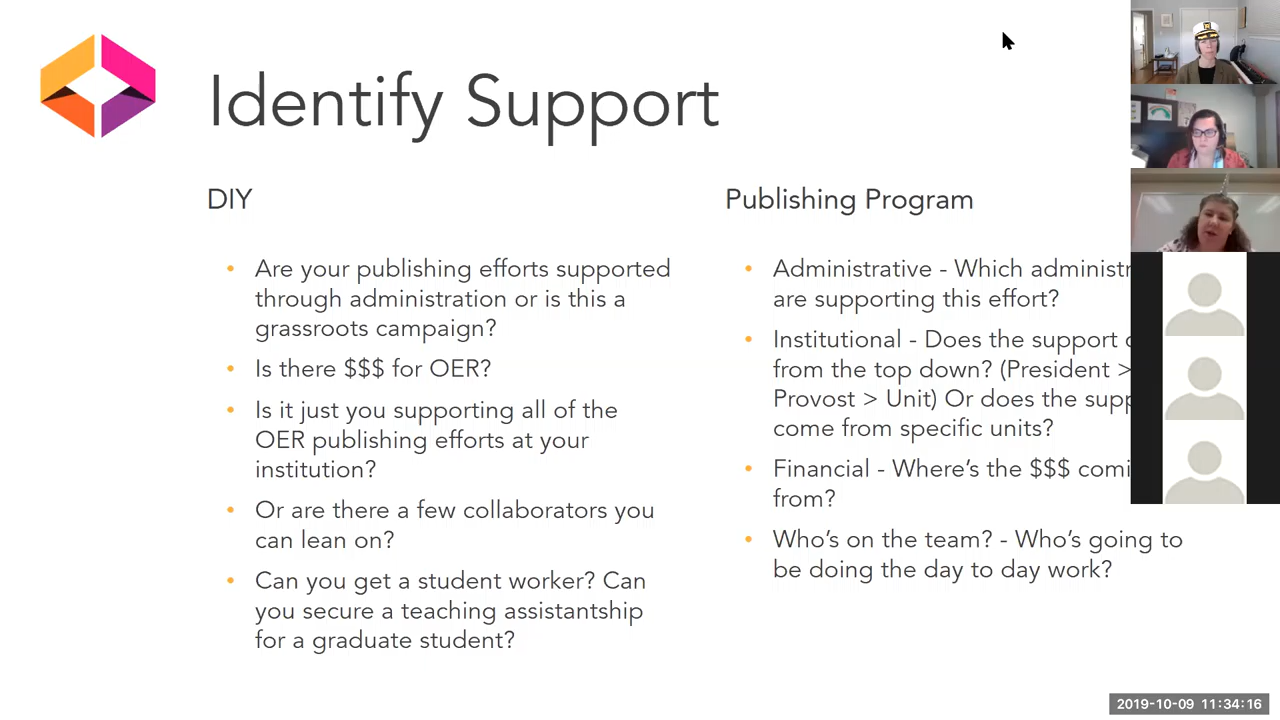 Identify Support
DIY
Are your publishing efforts supported
through administration or is this a
grassroots campaign?
Is there $$$ for OER?
Is it just you supporting all of the
OER publishing efforts at your
institution?
Or are there a few collaborators you
can lean on?
Can you get a student worker? Can
you secure a teaching assistantship
for a graduate student?
Publishing Program
Administrative - Which
are supporting this effort?
Institutional - Does the support
from the top down? (President >
Provost > Unit) Or does the
come from specific units?
Financial - Where's the $$$
from?
Who's on the team? - Who's going to
be doing the day to day work?
2019-10-09 11:34:16